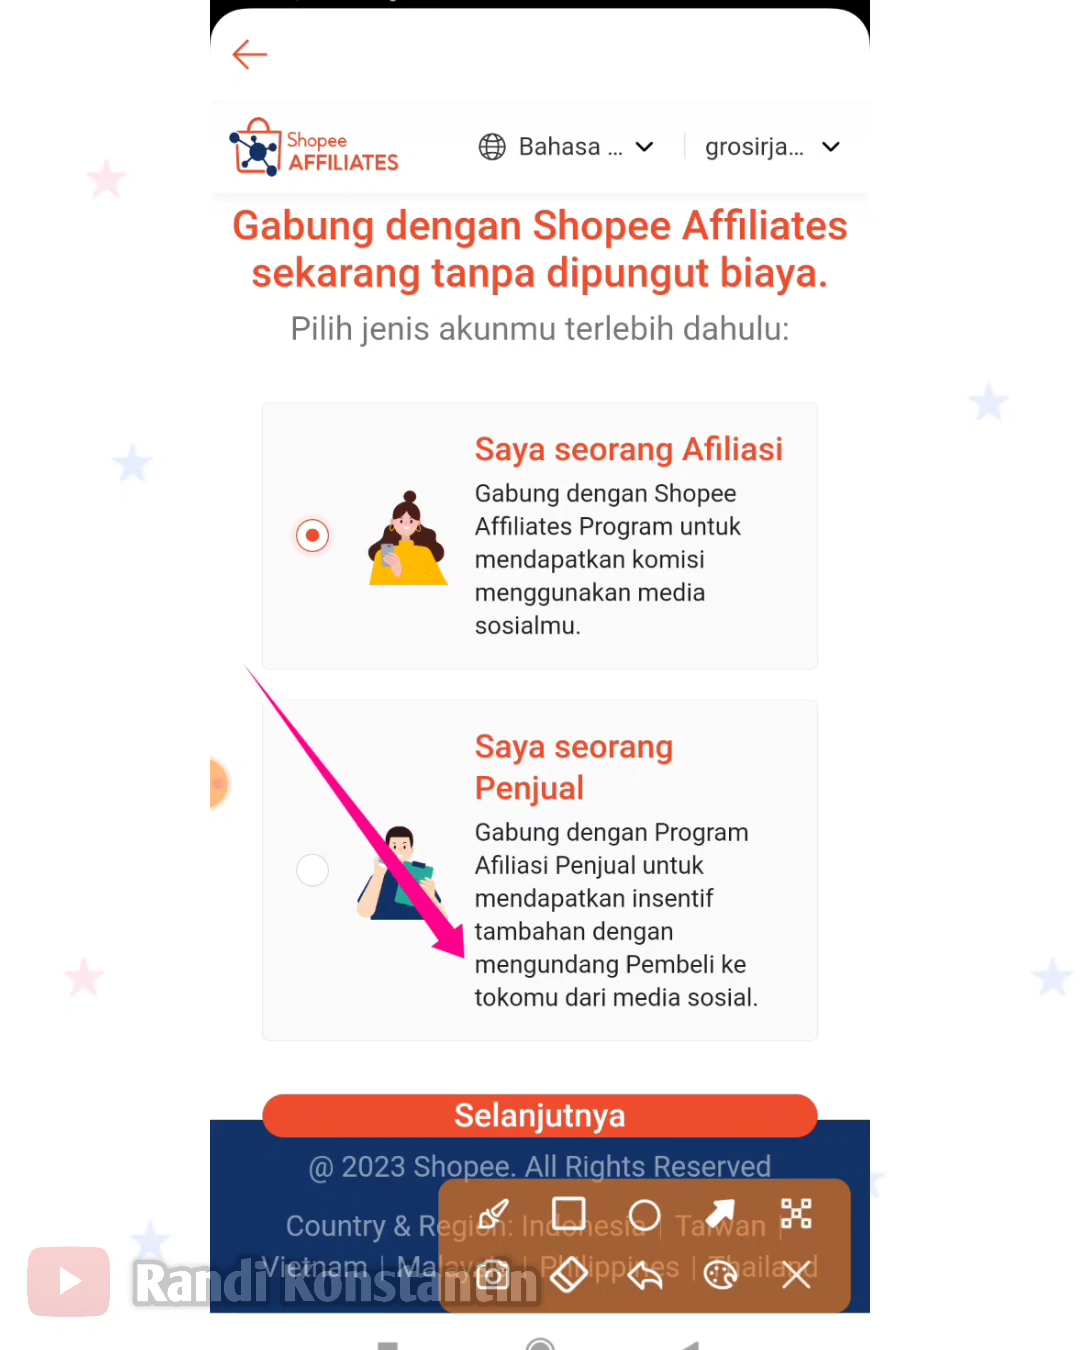 Shopee
AFFILIATES
Bahasa ...
grosirja...
Gabung dengan Shopee Affiliates
sekarang tanpa dipungut biaya.
Pilih jenis akunmu terlebih dahulu:
Saya seorang Afiliasi
Gabung dengan Shopee
Affiliates Program untuk
mendapatkan komisi
menggunakan media
sosialmu.
Saya seorang
Penjual
Gabung dengan Program
Afiliasi Penjual untuk
mendapatkan insentif
tambahan dengan
mengundang Pembeli ke
tokomu dari media sosial.
Selanjutnya
@ 2023 Shopee. All Rights Reserved
Country & Region: Indonesia | Taiwan |
Vietnam | Malaysia | Philippines | Thailand
Randi Konstantin